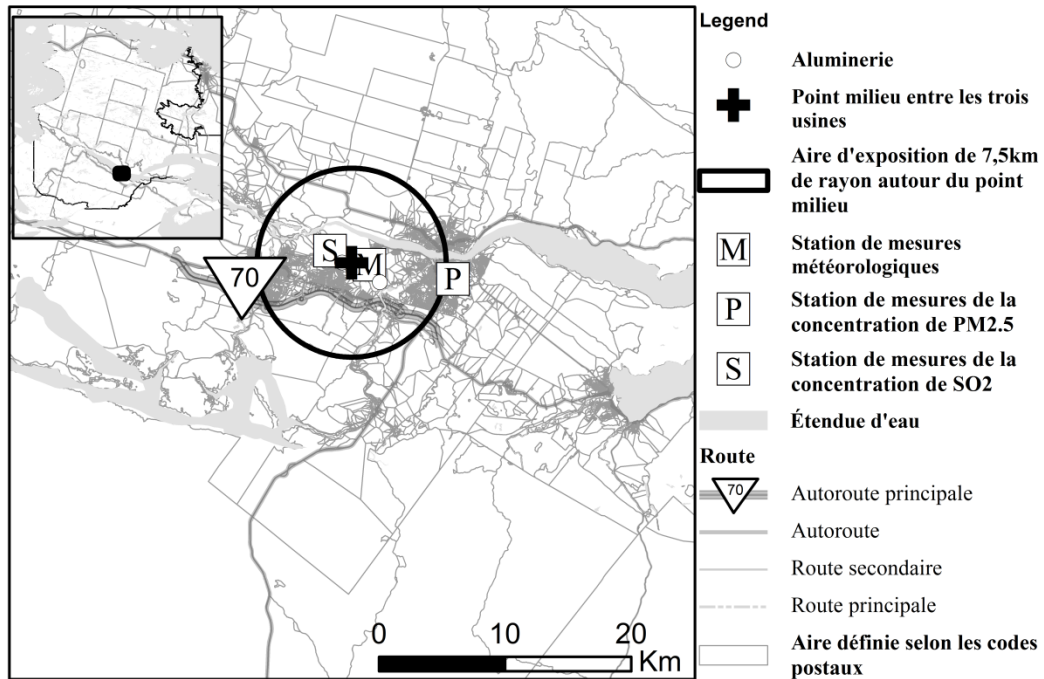 Legend
Aluminerie
Point milieu entre les trois
usines
Aire d'exposition de 7,5km
de rayon autour du point
milieu
M
Station de mesures
météorologiques
P
Station de mesures de la
concentration de PM2.5
S
Station de mesures de la
concentration de SO2
Étendue d'eau
Route
70
Autoroute principale
Autoroute
Route secondaire
Route principale
Aire définie selon les codes
postaux
S
M
P
70
0 10 20
Km